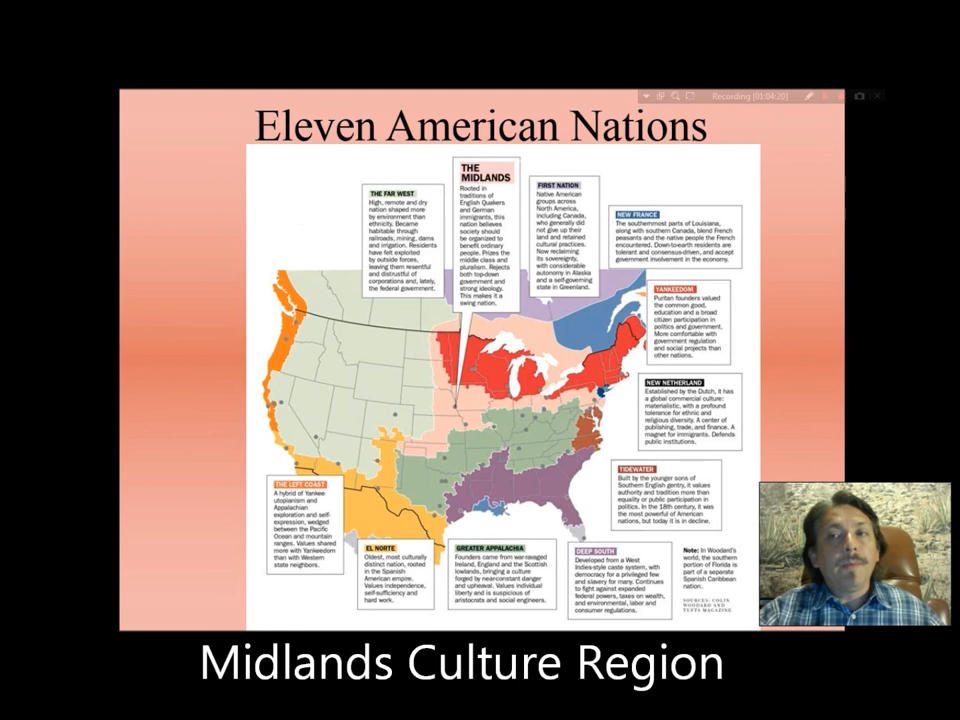 Recording [01:04:20]
Eleven American Nations
THE FAR WEST
High, remote and dry
nation shaped more
by environment than
ethnicity. Became
habitable through
railroads, mining, dams
and irrigation. Residents
have felt exploited
by outside forces,
leaving them resentful
and distrustful of
corporations and, lately,
the federal government.
THE
MIDLANDS
Rooted in
traditions of
English Quakers
and German
immigrants, this
nation believes
society should
be organized to
benefit ordinary
people. Prizes the
middle class and
pluralism. Rejects
both top-down
government and
strong ideology.
This makes it a
swing nation.
FIRST NATION
Native American
groups across
North America,
including Canada,
who generally did
not give up their
land and retained
cultural practices.
Now reclaiming
its sovereignty,
with considerable
autonomy in Alaska
and a self-governing
state in Greenland.
NEW FRANCE
The southernmost parts of Louisiana,
along with southern Canada, blend French
peasants and the native people the French
encountered. Down-to-earth residents are
tolerant and consensus-driven, and accept
government involvement in the economy.
YANKEEDOM
Puritan founders valued
the common good,
education and a broad
citizen participation in
politics and government.
More comfortable with
government regulation
and social projects than
other nations.
NEW NETHERLAND
Established by the Dutch, it has
a global commercial culture:
materialistic, with a profound
tolerance for ethnic and
religious diversity. A center of
publishing, trade, and finance. A
magnet for immigrants. Defends
public institutions.
TIDEWATER
Built by the younger sons of
Southern English gentry, it values
authority and tradition more than
equality or public participation in
politics. In the 18th century, it was
the most powerful of American
nations, but today it is in decline.
THE LEFT COAST
A hybrid of Yankee
utopianism and
Appalachian
exploration and self-
expression, wedged
between the Pacific
Ocean and mountain
ranges. Values shared
more with Yankeedom
than with Western
state neighbors.
EL NORTE
Oldest, most culturally
distinct nation, rooted
in the Spanish
American empire.
Values independence,
self-sufficiency and
hard work.
GREATER APPALACHIA
Founders came from war-ravaged
Ireland, England and the Scottish
lowlands, bringing a culture
forged by near-constant danger
and upheaval. Values individual
liberty and is suspicious of
aristocrats and social engineers.
DEEP SOUTH
Developed from a West
Indies-style caste system, with
democracy for a privileged few
and slavery for many. Continues
to fight against expanded
federal powers, taxes on wealth,
and environmental, labor and
consumer regulations.
Note: In Woodard's
world, the southern
portion of Florida is
part of a separate
Spanish Caribbean
nation.
SOURCES: COLIN
WOODARD AND
TUFTS MAGAZINE
Midlands Culture Region